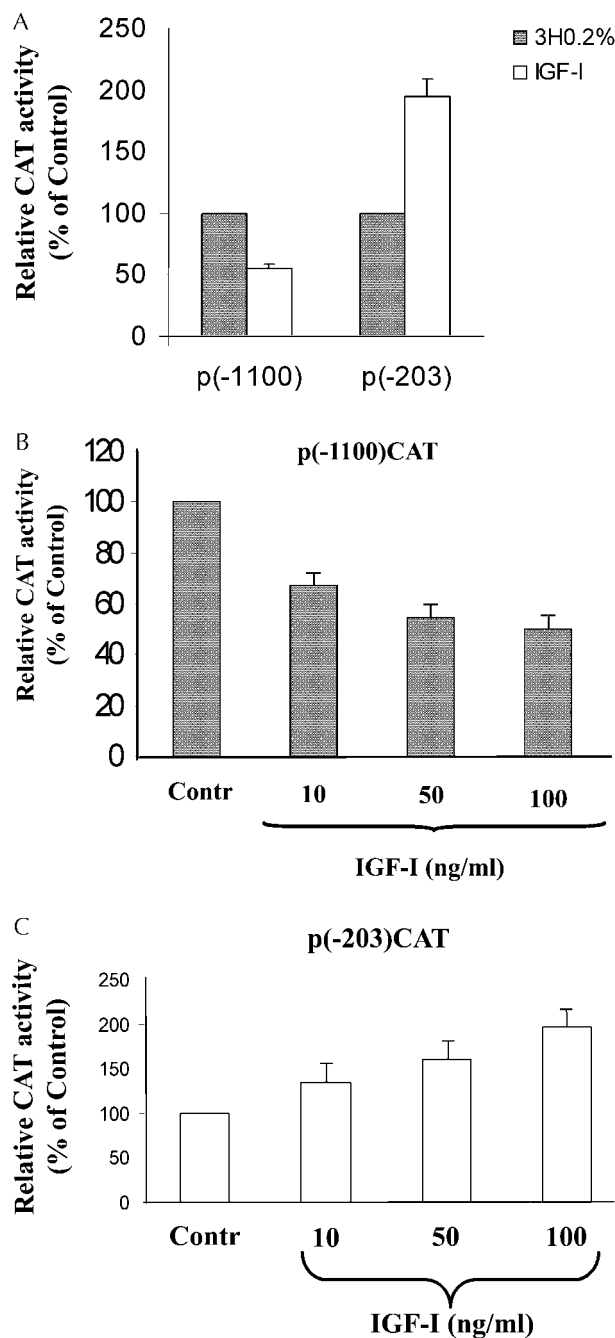 A
250
200
150
100
50
0
Relative CAT activity
(% of Control)
3H0.2%
IGF-I
p(-1100) p(-203)
B
p(-1100)CAT
120
100
80
60
40
20
0
Relative CAT activity
(% of Control)
Contr 10 50 100
IGF-I (ng/ml)
C
p(-203)CAT
250
200
150
100
50
0
Relative CAT activity
(% of Control)
Contr 10 50 100
IGF-I (ng/ml)